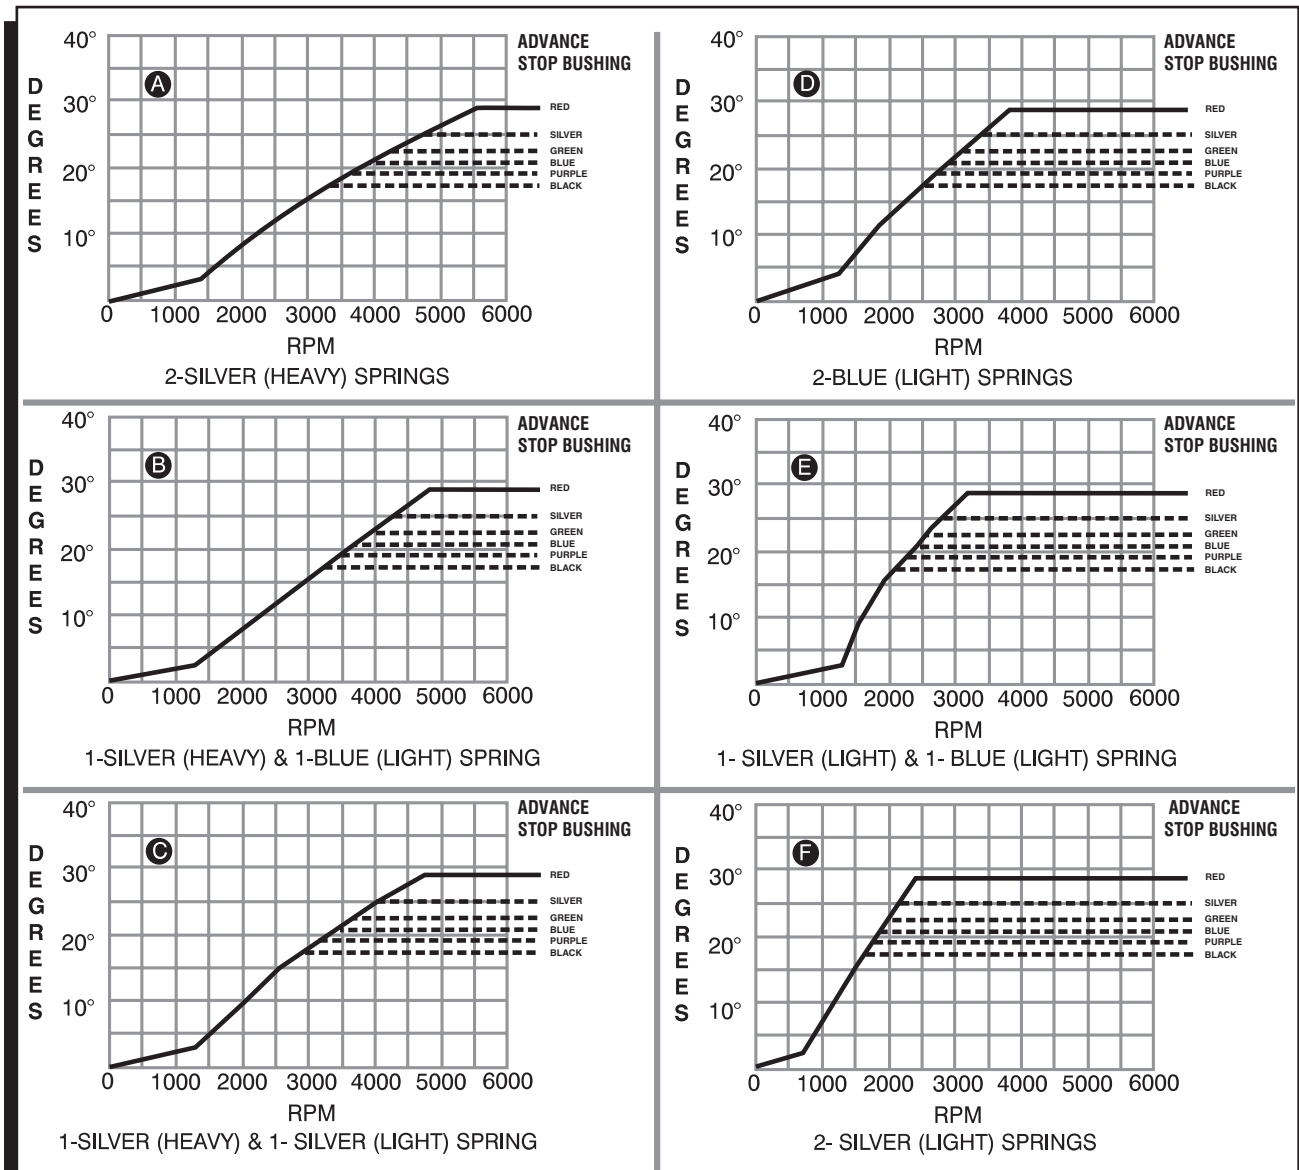 40°
30°
20°
10°
DEGREES
A
ADVANCE
STOP BUSHING
RED
SILVER
GREEN
BLUE
PURPLE
BLACK
0 1000 2000 3000 4000 5000 6000
RPM
2-SILVER (HEAVY) SPRINGS
40°
30°
20°
10°
DEGREES
D
ADVANCE
STOP BUSHING
RED
SILVER
GREEN
BLUE
PURPLE
BLACK
0 1000 2000 3000 4000 5000 6000
RPM
2-BLUE (LIGHT) SPRINGS
40°
30°
20°
10°
DEGREES
B
ADVANCE
STOP BUSHING
RED
SILVER
GREEN
BLUE
PURPLE
BLACK
0 1000 2000 3000 4000 5000 6000
RPM
1-SILVER (HEAVY) & 1-BLUE (LIGHT) SPRING
40°
30°
20°
10°
DEGREES
E
ADVANCE
STOP BUSHING
RED
SILVER
GREEN
BLUE
PURPLE
BLACK
0 1000 2000 3000 4000 5000 6000
RPM
1- SILVER (LIGHT) & 1- BLUE (LIGHT) SPRING
40°
30°
20°
10°
DEGREES
C
ADVANCE
STOP BUSHING
RED
SILVER
GREEN
BLUE
PURPLE
BLACK
0 1000 2000 3000 4000 5000 6000
RPM
1-SILVER (HEAVY) & 1- SILVER (LIGHT) SPRING
40°
30°
20°
10°
DEGREES
F
ADVANCE
STOP BUSHING
RED
SILVER
GREEN
BLUE
PURPLE
BLACK
0 1000 2000 3000 4000 5000 6000
RPM
2- SILVER (LIGHT) SPRINGS